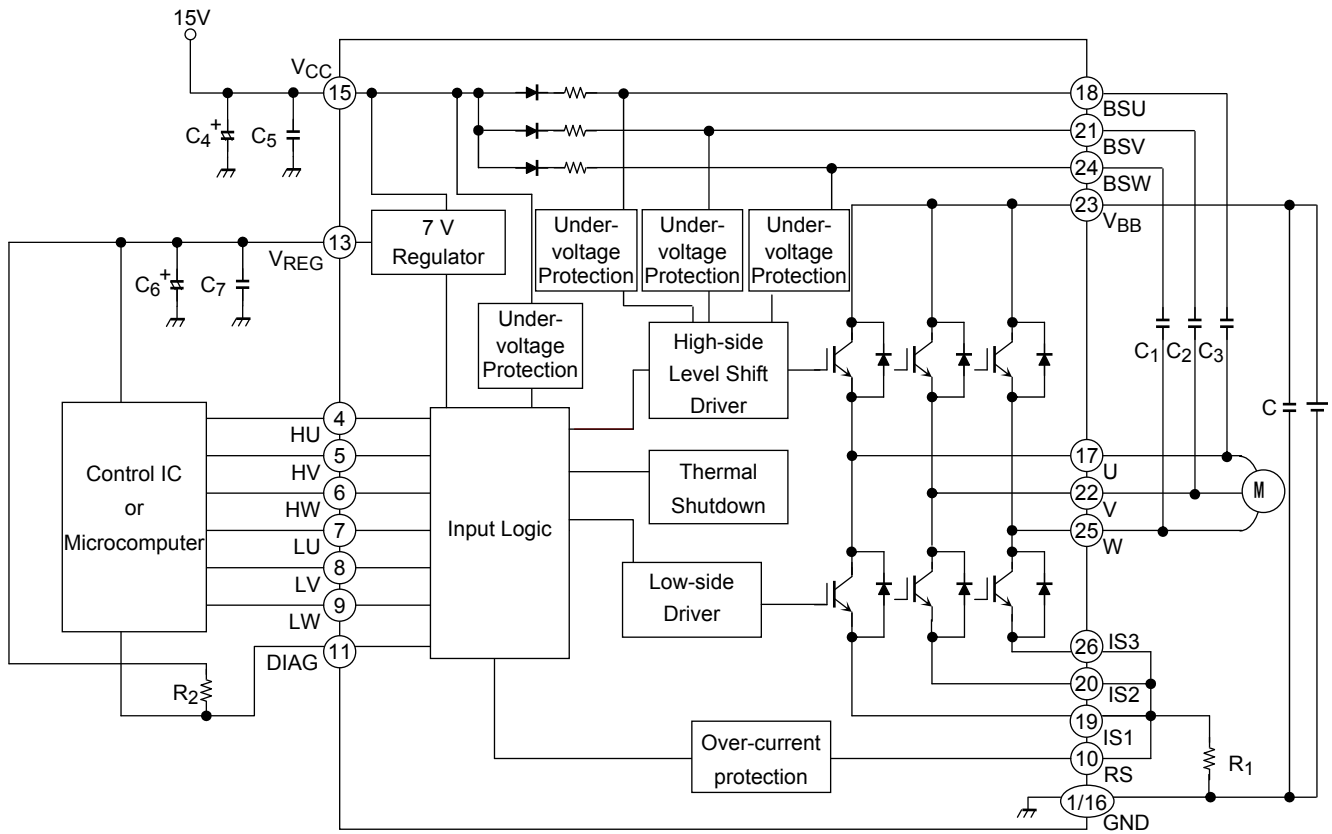 15V
VCC
15
18
BSU
C4
+
C5
21
BSV
24
BSW
23
VBB
7 V
Regulator
13
VREG
C6
+
C7
Under-
voltage
Protection
Under-
voltage
Protection
Under-
voltage
Protection
Under-
voltage
Protection
High-side
Level Shift
Driver
C1
C2
C3
C
Control IC
or
Microcomputer
4
HU
5
HV
6
HW
7
LU
8
LV
9
LW
11
DIAG
R2
Input Logic
Thermal
Shutdown
Low-side
Driver
17
U
22
V
25
W
M
26
IS3
20
IS2
19
IS1
10
RS
Over-current
protection
R1
1/16
GND